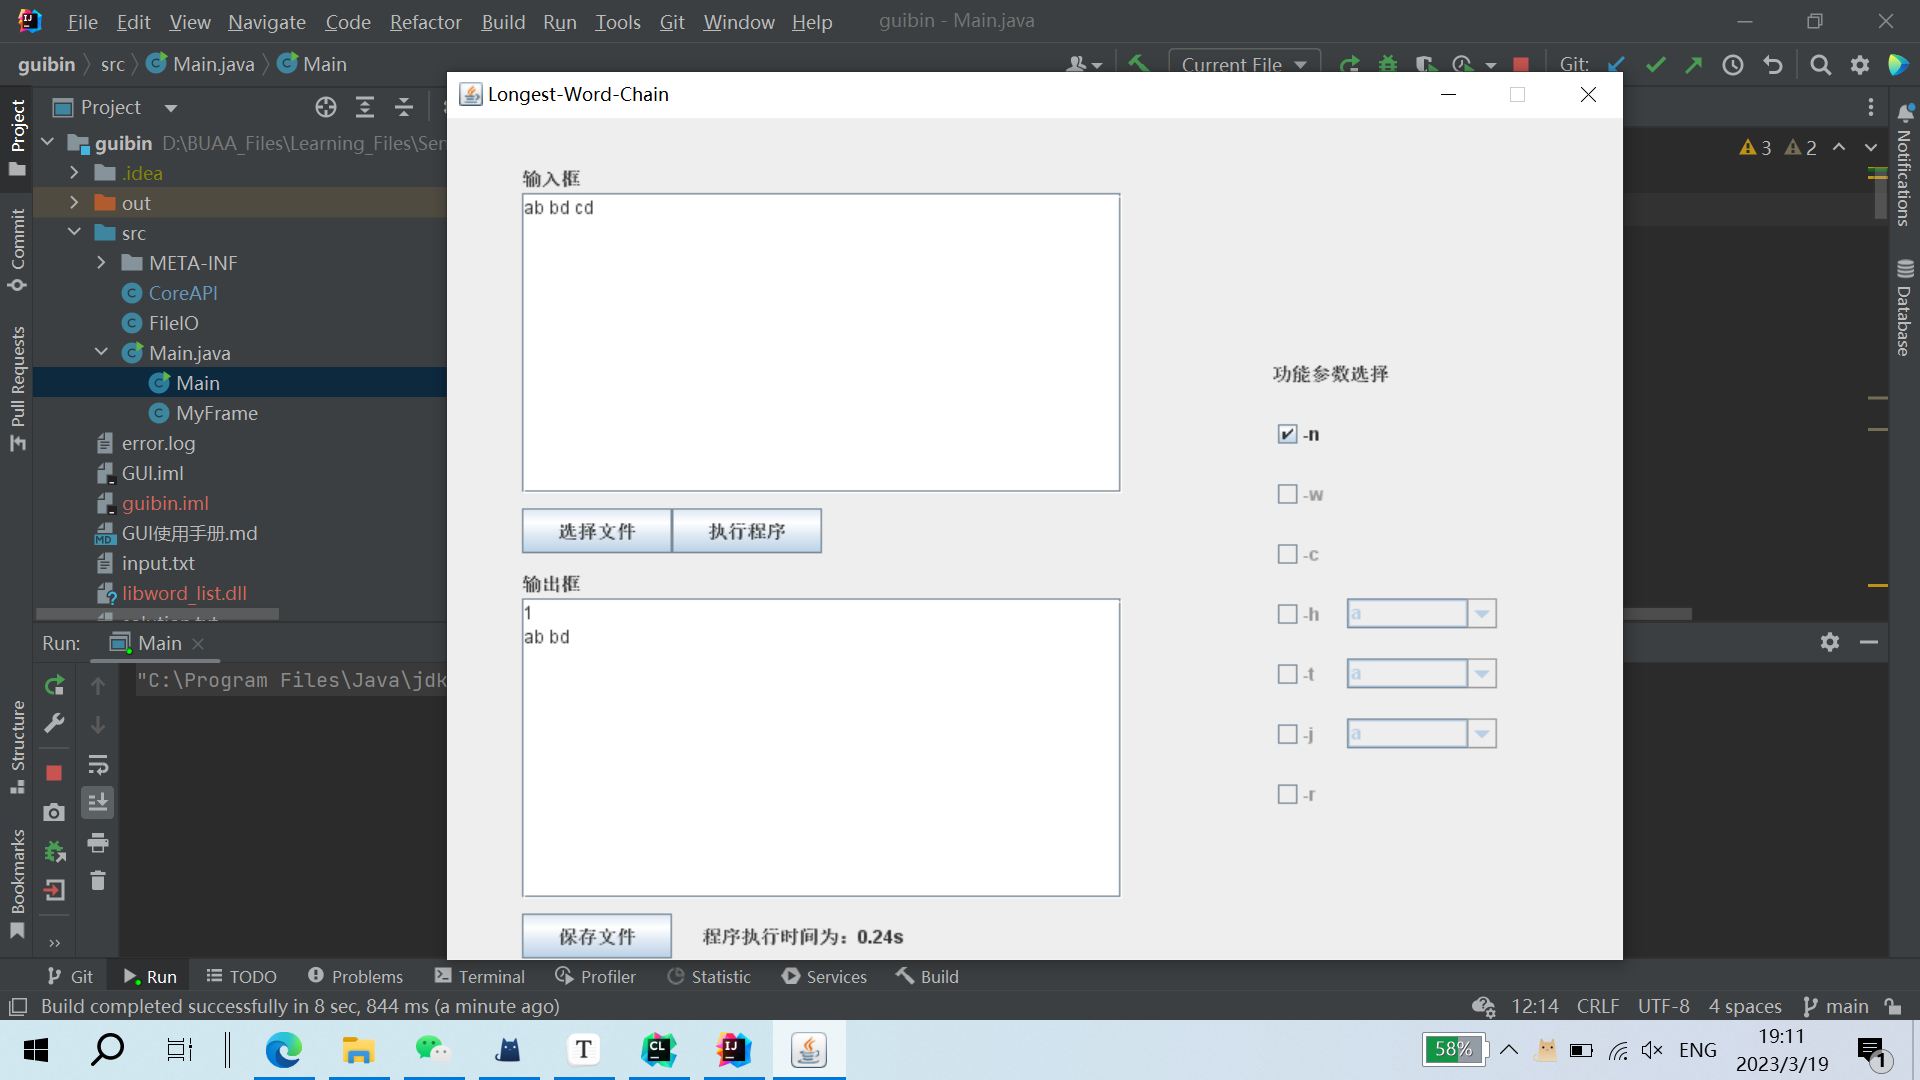 File Edit View Navigate Code Refactor Build Run Tools Git Window Help guibin - Main.java
guibin src Main.java Main Current File Git:
Longest-Word-Chain
Project
guibin D:\BUAA_Files\Learning_Files\Sen
.idea
out
src
META-INF
CoreAPI
FileIO
Main.java
Main
MyFrame
error.log
GUI.iml
guibin.iml
GUI使用手册.md
input.txt
libword_list.dll
Project
Commit
Pull Requests
Structure
Bookmarks
3 2
Notifications
Database
输入框
ab bd cd
选择文件 执行程序
输出框
1
ab bd
保存文件 程序执行时间为：0.24s
功能参数选择
-n
-w
-c
-h a
-t a
-j a
-r
Run: Main
"C:\Program Files\Java\jdk
Git Run TODO Problems Terminal Profiler Statistic Services Build
Build completed successfully in 8 sec, 844 ms (a minute ago) 12:14 CRLF UTF-8 4 spaces main
58% ENG 19:11
2023/3/19 1